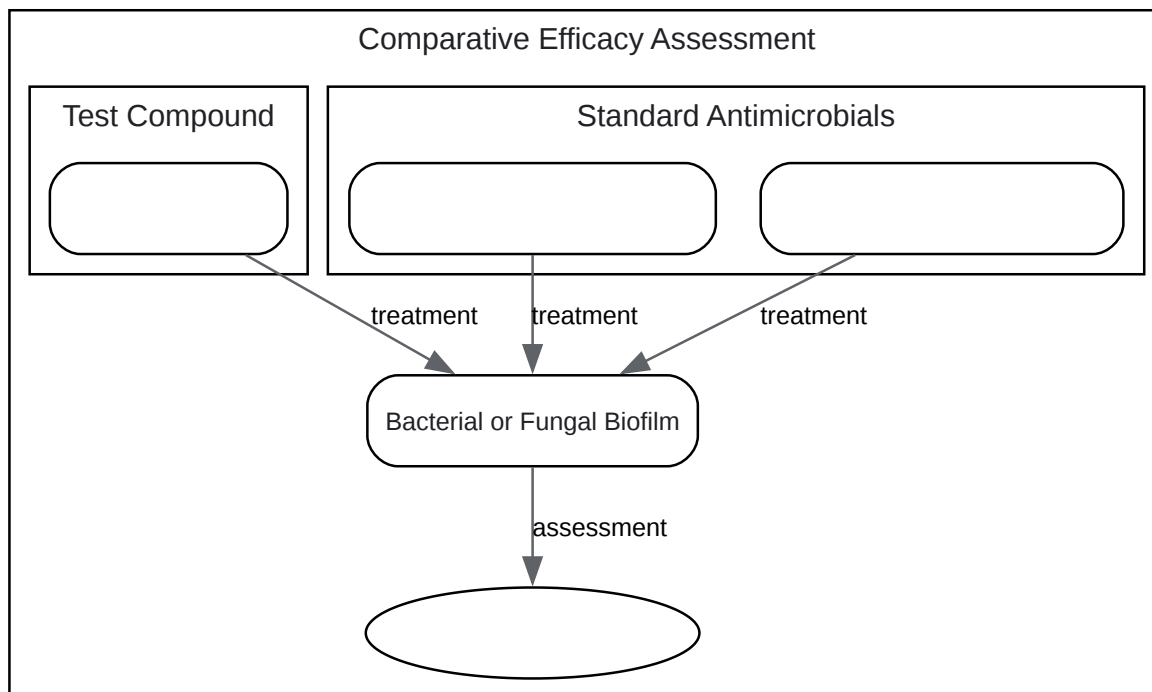 Comparative Efficacy Assessment
Test Compound
Standard Antimicrobials
treatment
treatment
treatment
Bacterial or Fungal Biofilm
assessment